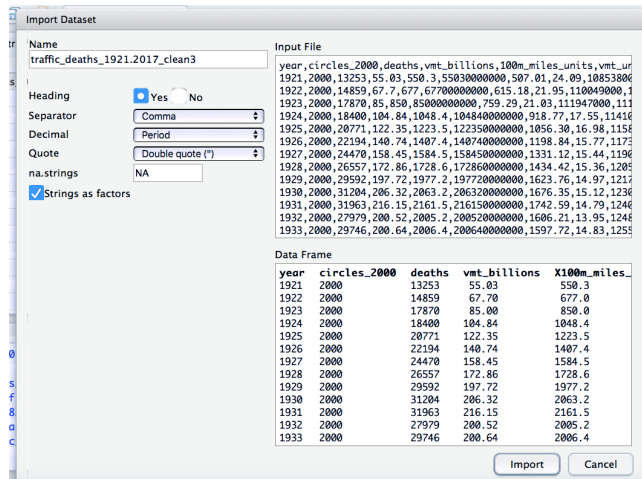 Import Dataset
Name
traffic_deaths_1921.2017_clean3
Heading Yes No
Separator Comma
Decimal Period
Quote Double quote (")
na.strings NA
Strings as factors
Input File
year,circles_2000,deaths,vmt_billions,100m_miles_units,vmt_ur
1921,2000,13253,55.03,550.3,55030000000,507.01,24.09,10853800
1922,2000,14859,67.7,677,67700000000,615.18,21.95,110049000,1
1923,2000,17870,85,850,85000000000,759.29,21.03,111947000,111
1924,2000,18400,104.84,1048.4,104840000000,918.77,17.55,11410
1925,2000,20771,122.35,1223.5,122350000000,1056.30,16.98,1158
1926,2000,22194,140.74,1407.4,140740000000,1198.84,15.77,1173
1927,2000,24470,158.45,1584.5,158450000000,1331.12,15.44,1190
1928,2000,26557,172.86,1728.6,172860000000,1434.42,15.36,1205
1929,2000,29592,197.72,1977.2,197720000000,1623.76,14.97,1217
1930,2000,31204,206.32,2063.2,206320000000,1676.35,15.12,1230
1931,2000,31963,216.15,2161.5,216150000000,1742.59,14.79,1240
1932,2000,27979,200.52,2005.2,200520000000,1606.21,13.95,1248
1933,2000,29746,200.64,2006.4,200640000000,1597.72,14.83,1255
Data Frame
year circles_2000 deaths vmt_billions X100m_miles_
1921 2000 13253 55.03 550.3
1922 2000 14859 67.70 677.0
1923 2000 17870 85.00 850.0
1924 2000 18400 104.84 1048.4
1925 2000 20771 122.35 1223.5
1926 2000 22194 140.74 1407.4
1927 2000 24470 158.45 1584.5
1928 2000 26557 172.86 1728.6
1929 2000 29592 197.72 1977.2
1930 2000 31204 206.32 2063.2
1931 2000 31963 216.15 2161.5
1932 2000 27979 200.52 2005.2
1933 2000 29746 200.64 2006.4
Import Cancel